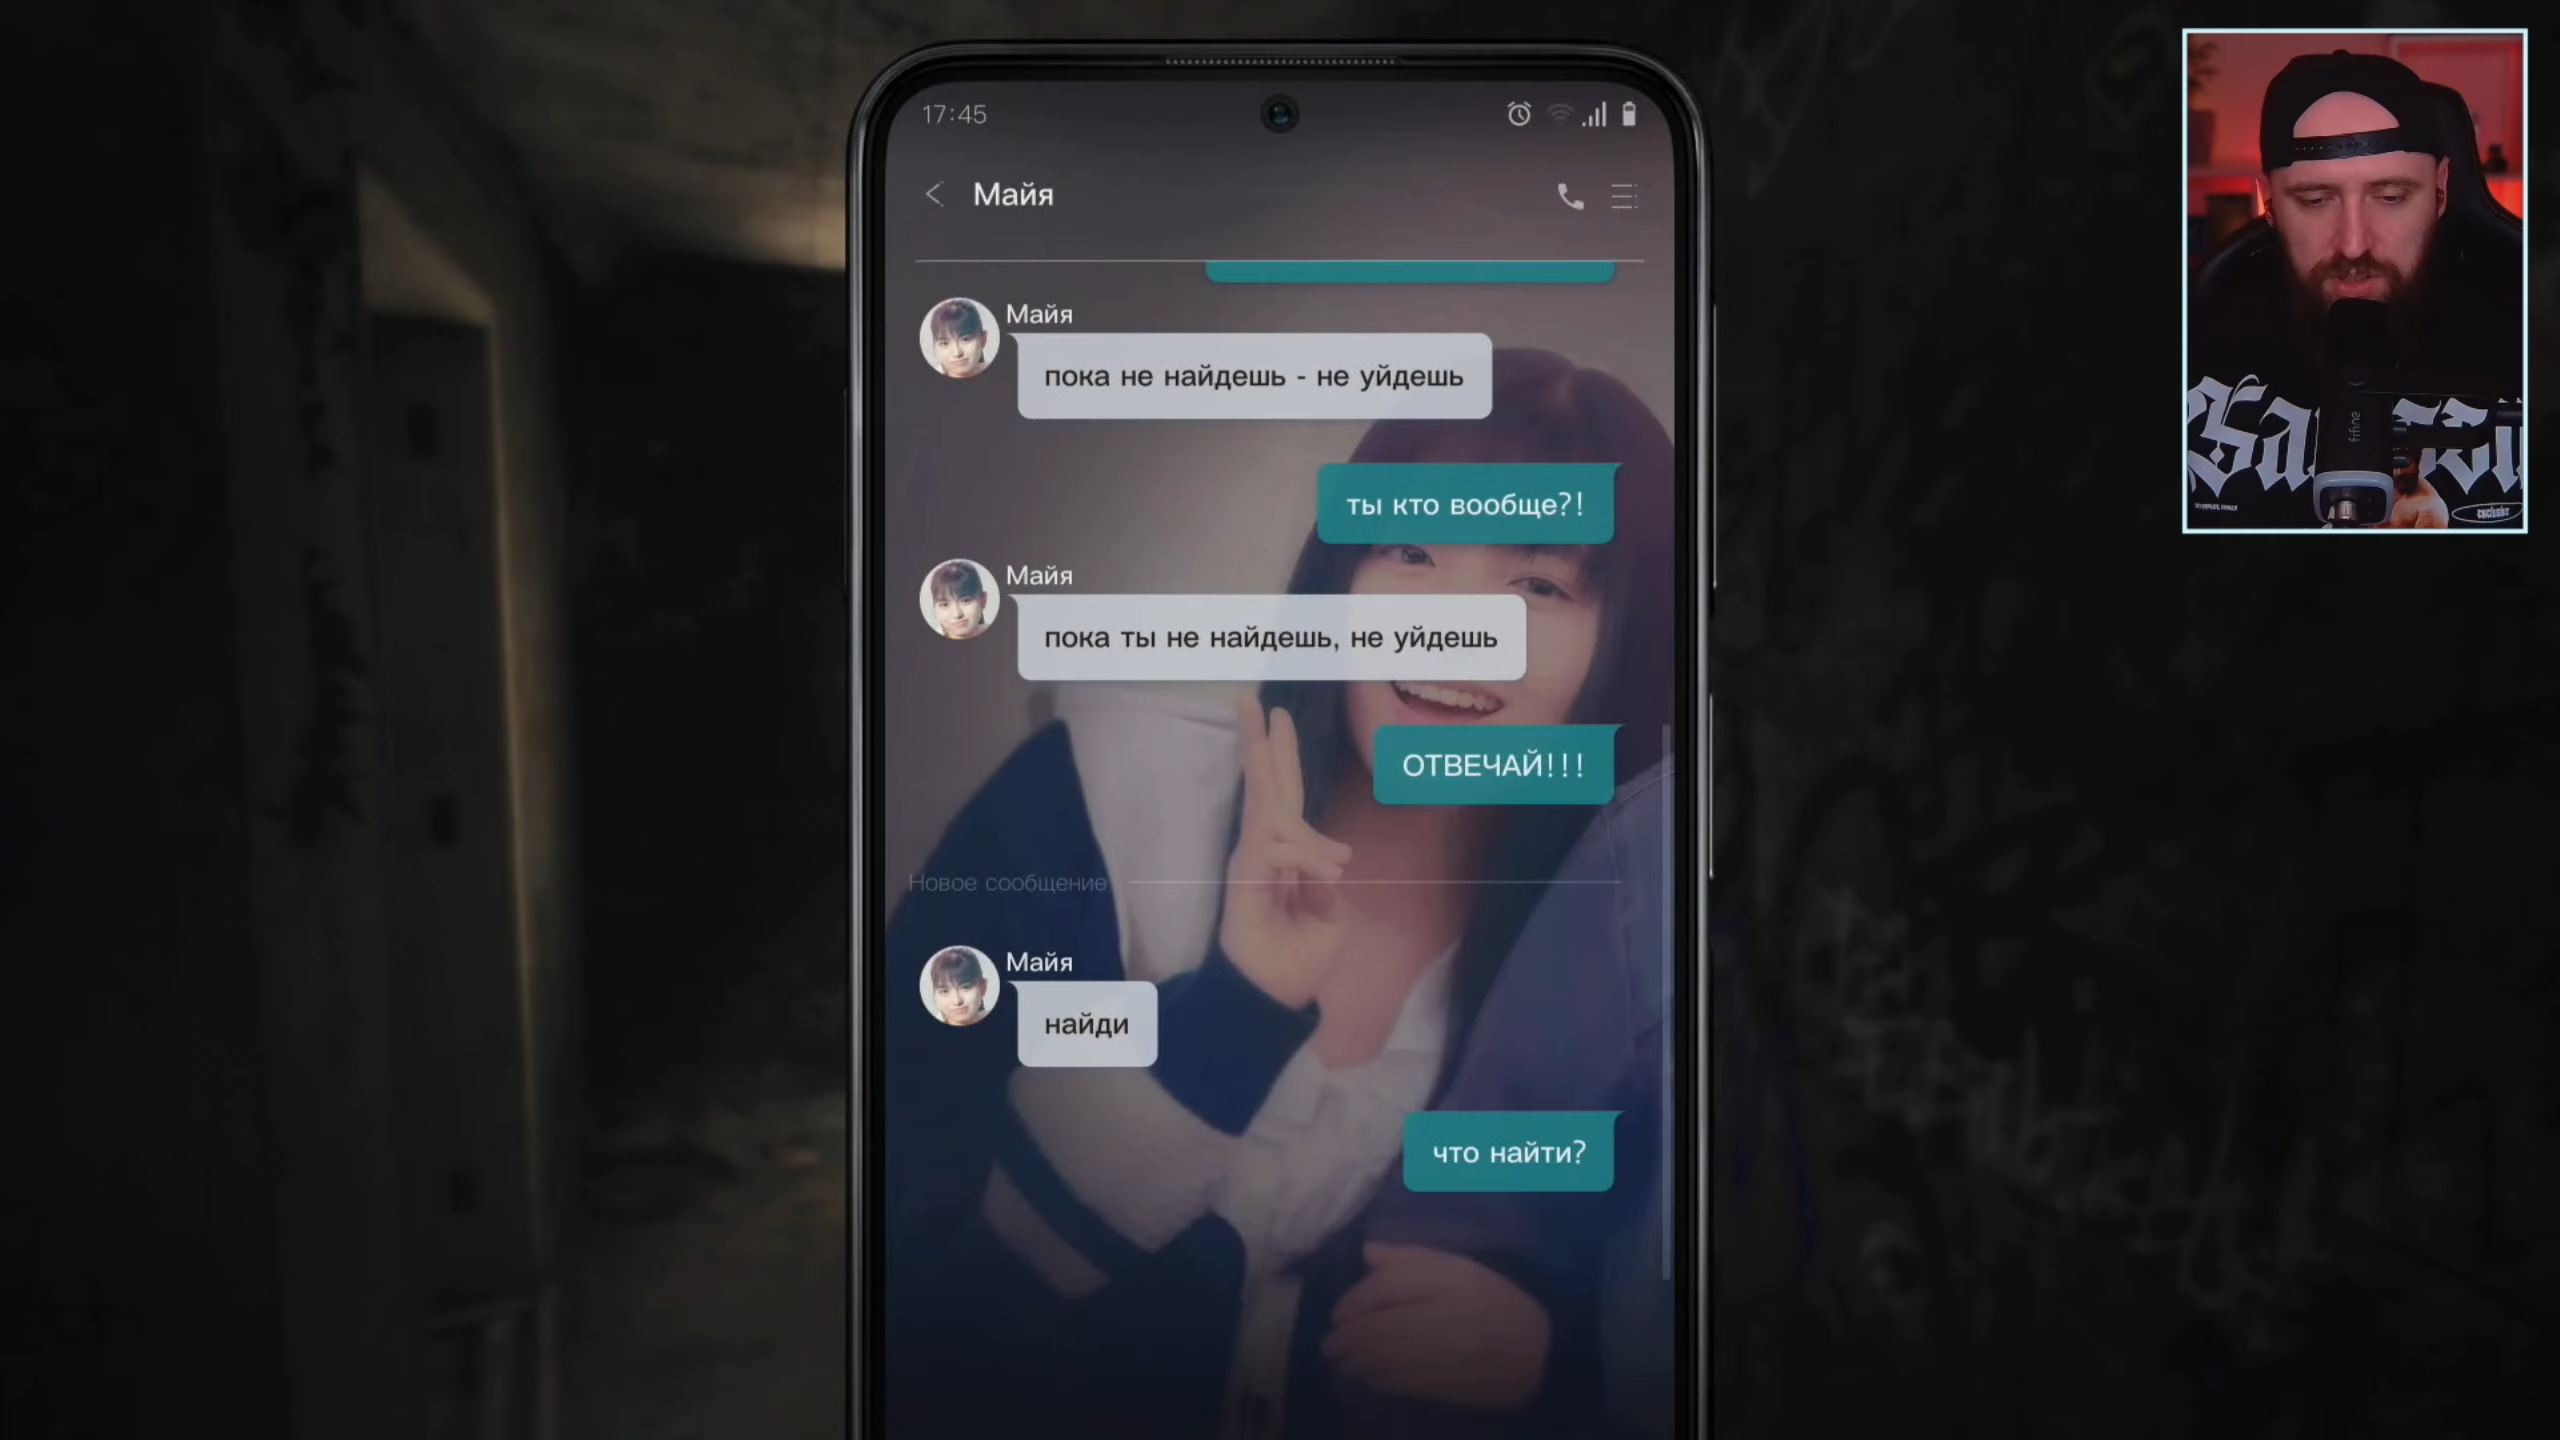 17:45
Майя
Майя
пока не найдешь - не уйдешь
ты кто вообще?!
Майя
пока ты не найдешь, не уйдешь
ОТВЕЧАЙ!!!
Новое сообщение
Майя
найди
что найти?
fifine